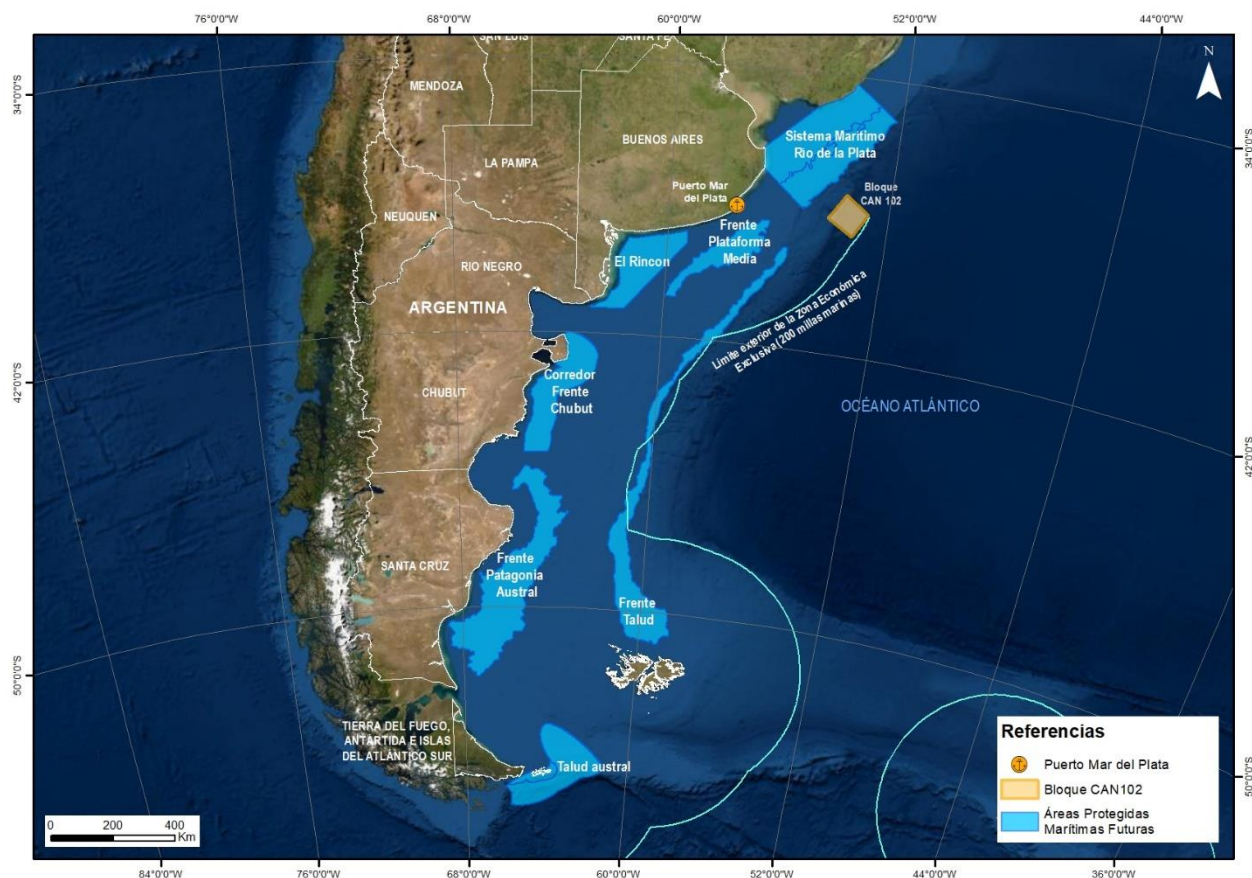 76°0'0"W
68°0'0"W
60°0'0"W
52°0'0"W
44°0'0"W
34°0'0"S
42°0'0"S
50°0'0"S
34°0'0"S
42°0'0"S
50°0'0"S
N
SAN LUIS
SANTA FE
MENDOZA
BUENOS AIRES
LA PAMPA
NEUQUEN
RIO NEGRO
ARGENTINA
CHUBUT
SANTA CRUZ
TIERRA DEL FUEGO,
ANTÁRTIDA E ISLAS
DEL ATLÁNTICO SUR
Sistema Marítimo
Rio de la Plata
Puerto Mar
del Plata
Bloque
CAN 102
Frente
Plataforma
Media
El Rincon
Límite exterior de la Zona Económica
Exclusiva (200 millas marinas)
Corredor
Frente
Chubut
OCÉANO ATLÁNTICO
Frente
Patagonia
Austral
Frente
Talud
Talud austral
Referencias
Puerto Mar del Plata
Bloque CAN102
Áreas Protegidas
Marítimas Futuras
0 200 400
Km
84°0'0"W
76°0'0"W
68°0'0"W
60°0'0"W
52°0'0"W
44°0'0"W
36°0'0"W